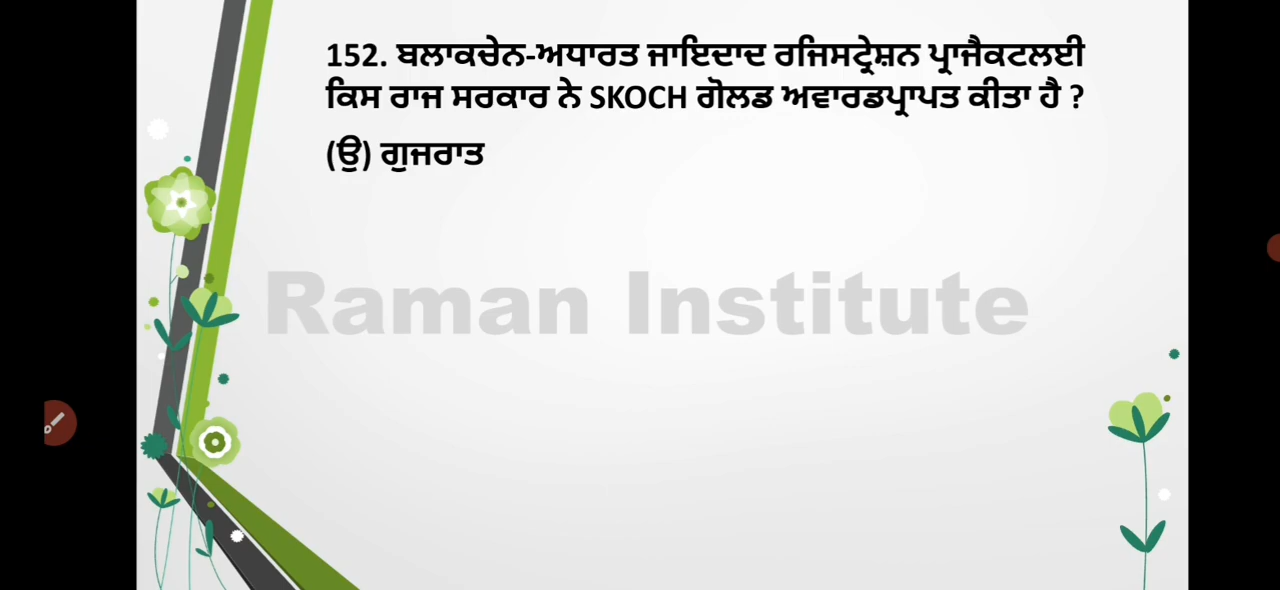 152. ਬਲਾਕਚੇਨ-ਅਧਾਰਤ ਜਾਇਦਾਦ ਰਜਿਸਟ੍ਰੇਸ਼ਨ ਪ੍ਰਾਜੈਕਟਲਈ
ਕਿਸ ਰਾਜ ਸਰਕਾਰ ਨੇ SKOCH ਗੋਲਡ ਅਵਾਰਡਪ੍ਰਾਪਤ ਕੀਤਾ ਹੈ ?
(ੳ) ਗੁਜਰਾਤ
Raman Institute